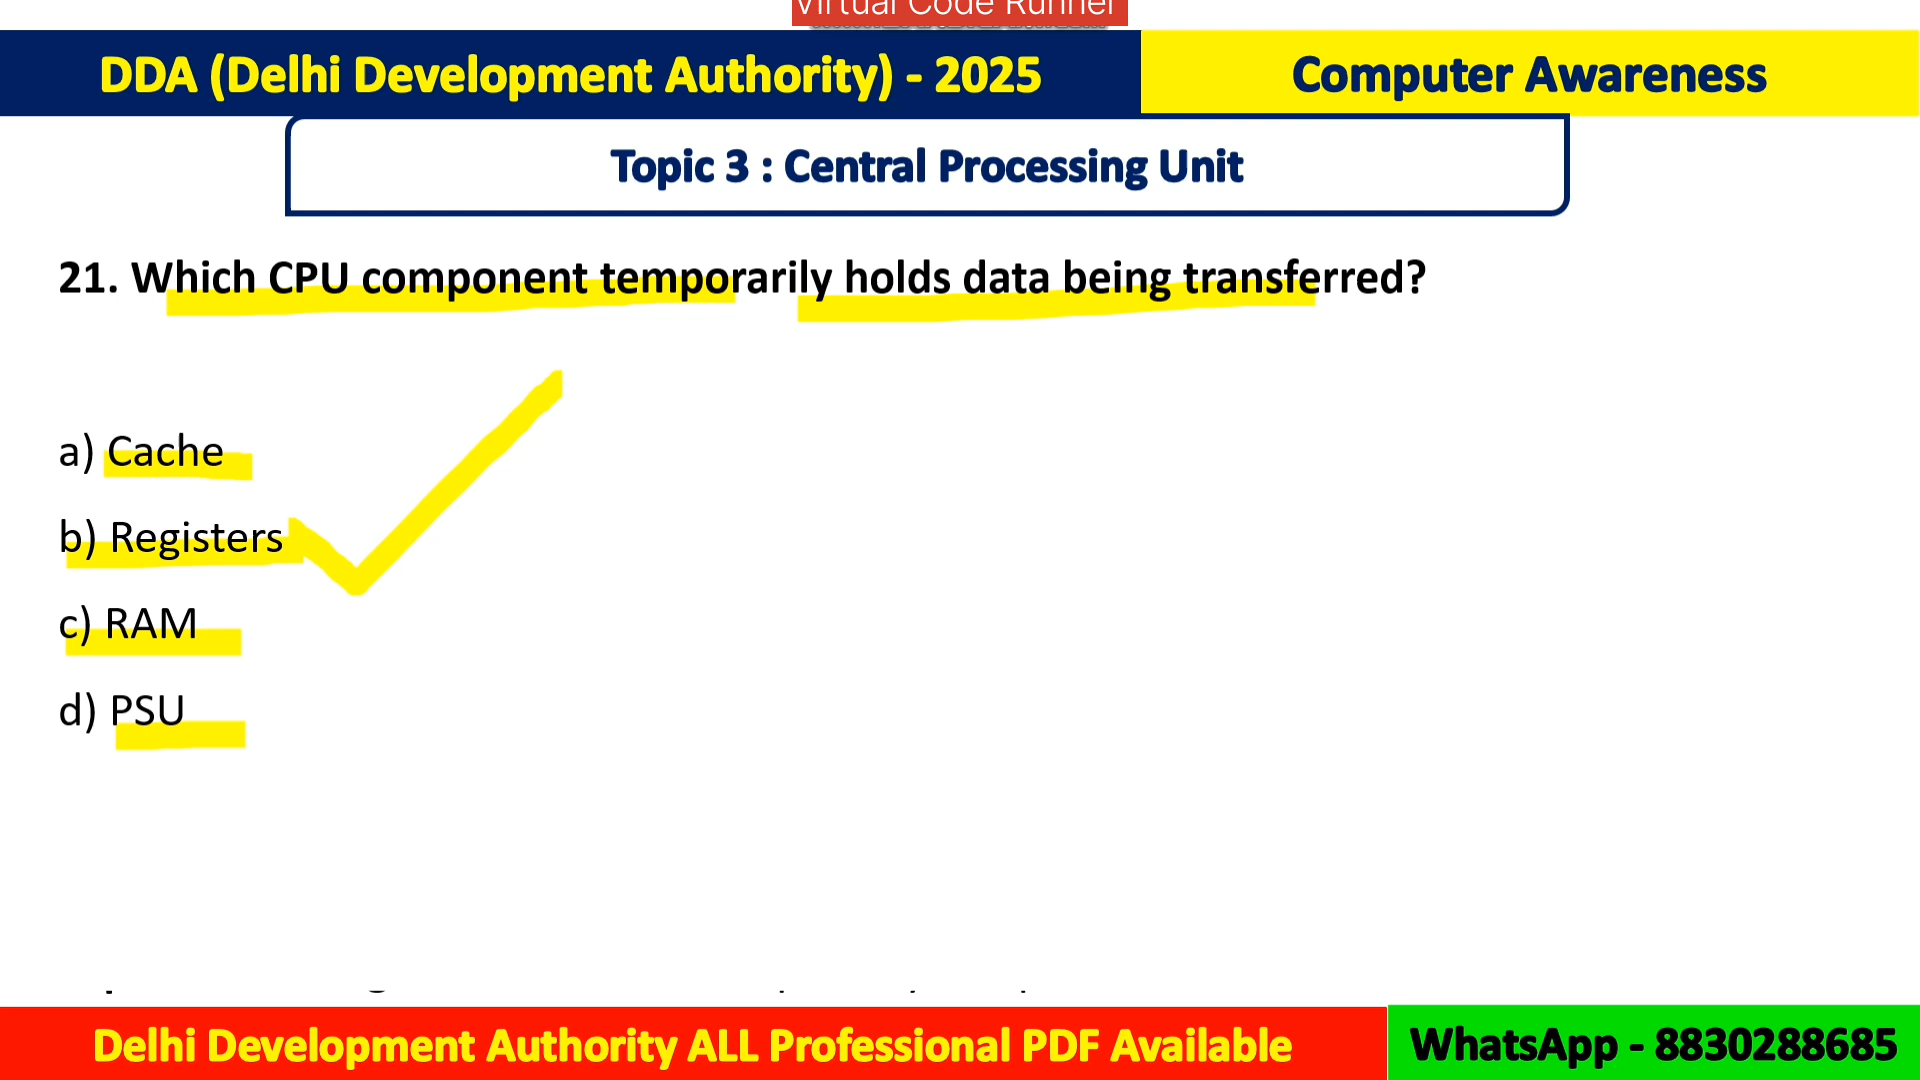 Virtual Code Runner
DDA (Delhi Development Authority) - 2025
Computer Awareness
Topic 3 : Central Processing Unit
21. Which CPU component temporarily holds data being transferred?
a) Cache
b) Registers
c) RAM
d) PSU
Delhi Development Authority ALL Professional PDF Available
WhatsApp - 8830288685